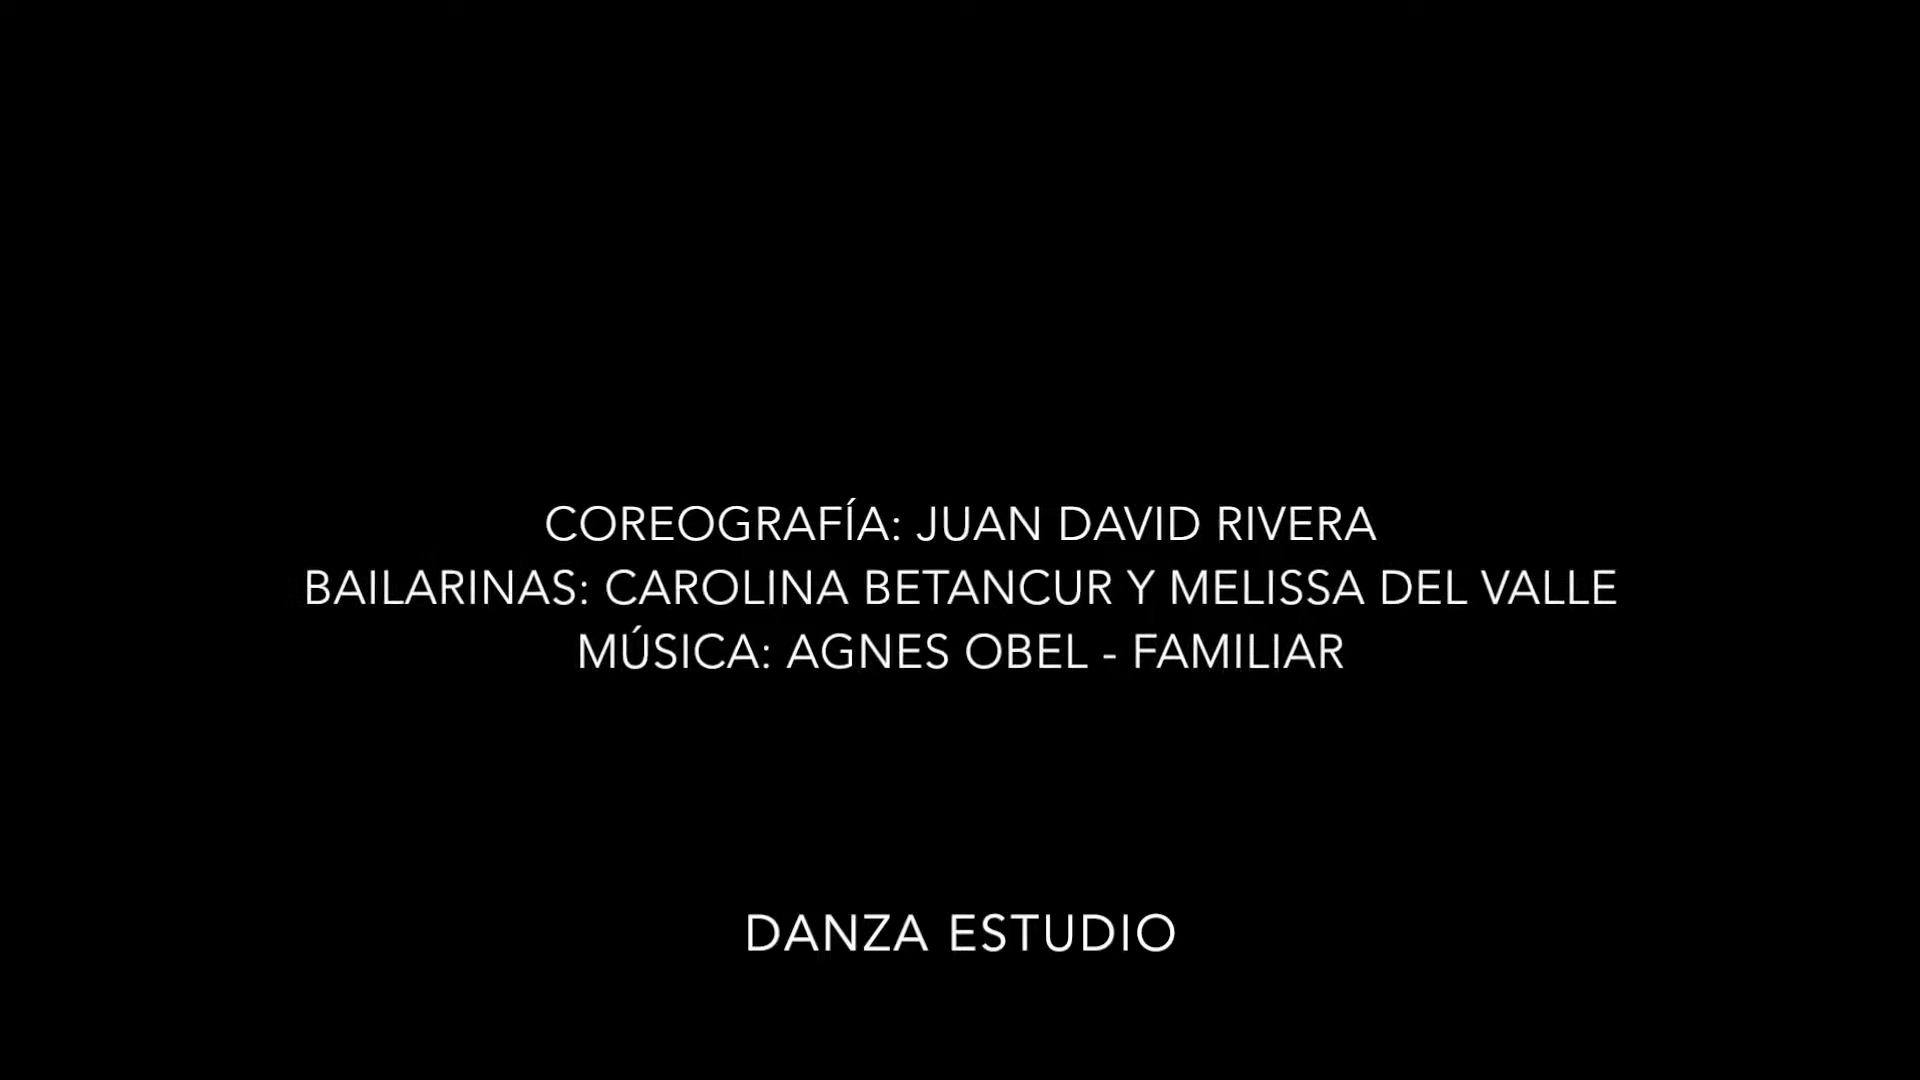 COREOGRAFÍA: JUAN DAVID RIVERA
BAILARINAS: CAROLINA BETANCUR Y MELISSA DEL VALLE
MÚSICA: AGNES OBEL - FAMILIAR
DANZA ESTUDIO